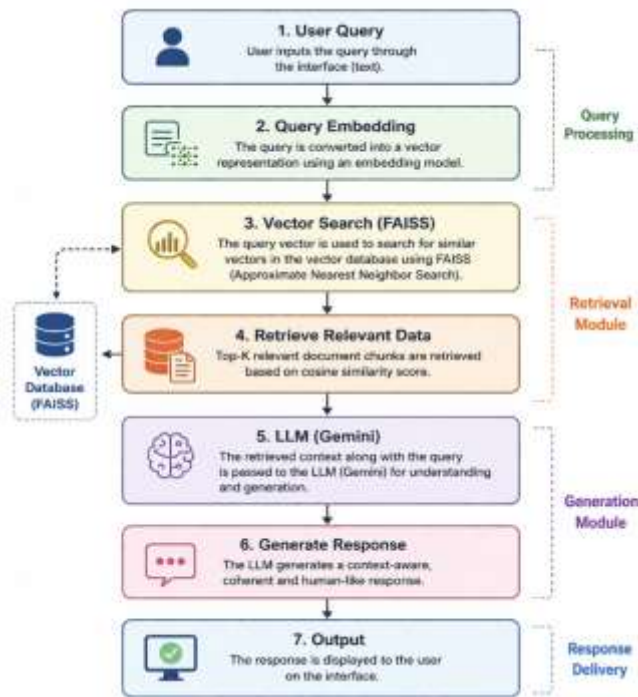 1. User Query
User inputs the query through
the interface (text).
Query
Processing
2. Query Embedding
The query is converted into a vector
representation using an embedding model.
3. Vector Search (FAISS)
The query vector is used to search for similar
vectors in the vector database using FAISS
(Approximate Nearest Neighbor Search).
Retrieval
Module
Vector
Database
(FAISS)
4. Retrieve Relevant Data
Top-K relevant document chunks are retrieved
based on cosine similarity score.
5. LLM (Gemini)
The retrieved context along with the query
is passed to the LLM (Gemini) for understanding
and generation.
Generation
Module
6. Generate Response
The LLM generates a context-aware,
coherent and human-like response.
7. Output
The response is displayed to the user
on the interface.
Response
Delivery